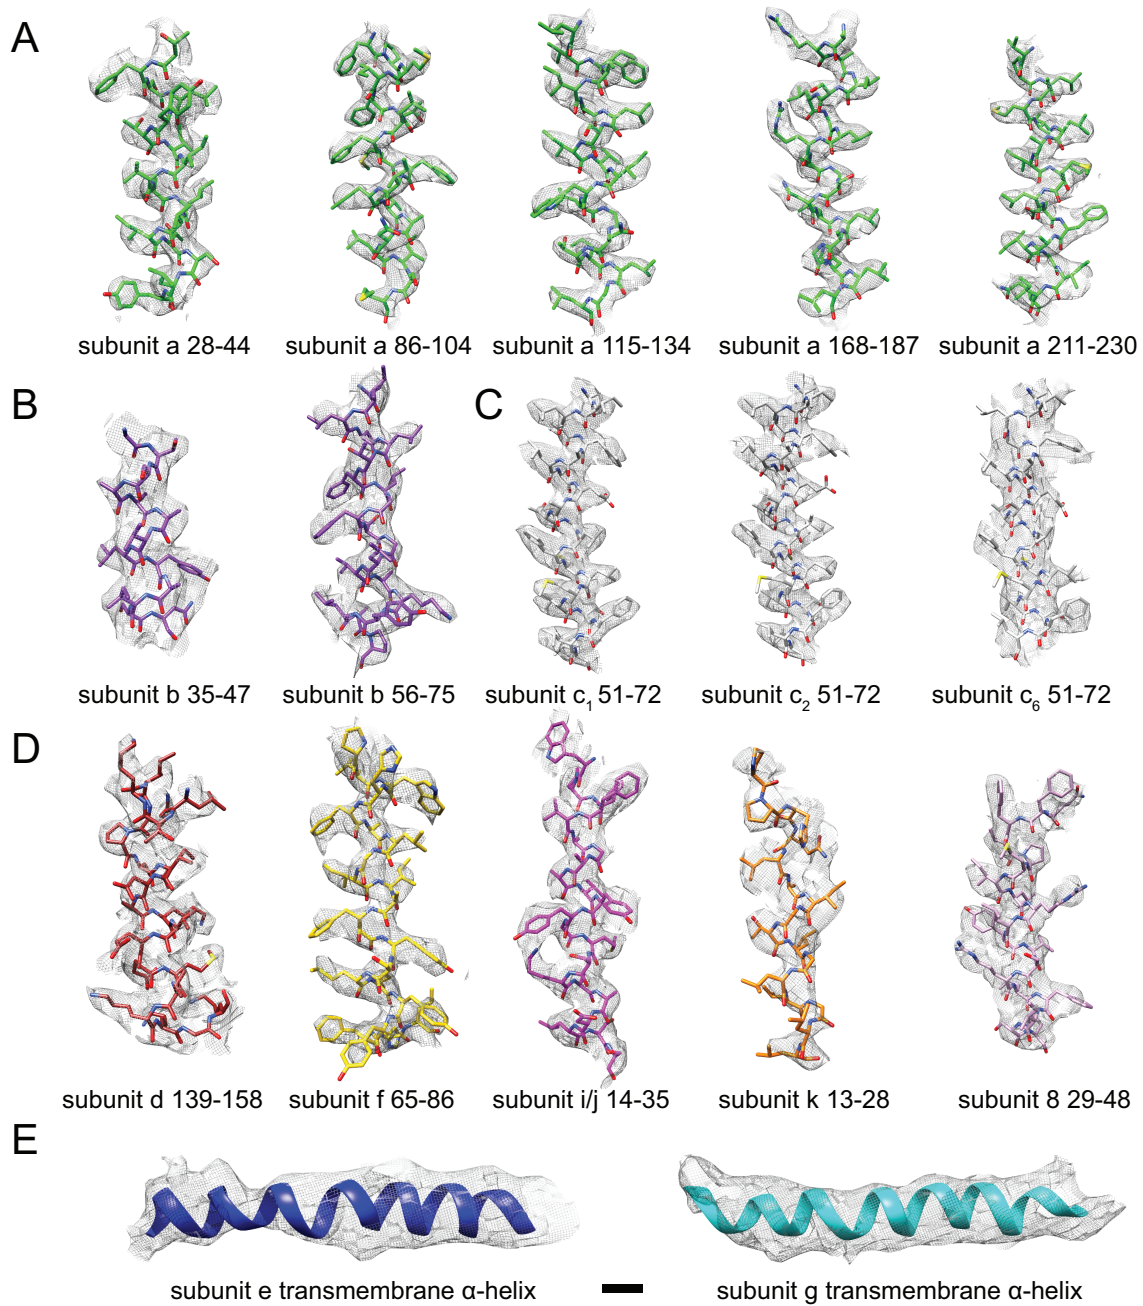 A
subunit a 28-44
subunit a 86-104
subunit a 115-134
subunit a 168-187
subunit a 211-230
B
C
subunit b 35-47
subunit b 56-75
subunit c1 51-72
subunit c2 51-72
subunit c6 51-72
D
subunit d 139-158
subunit f 65-86
subunit i/j 14-35
subunit k 13-28
subunit 8 29-48
E
subunit e transmembrane α-helix
subunit g transmembrane α-helix